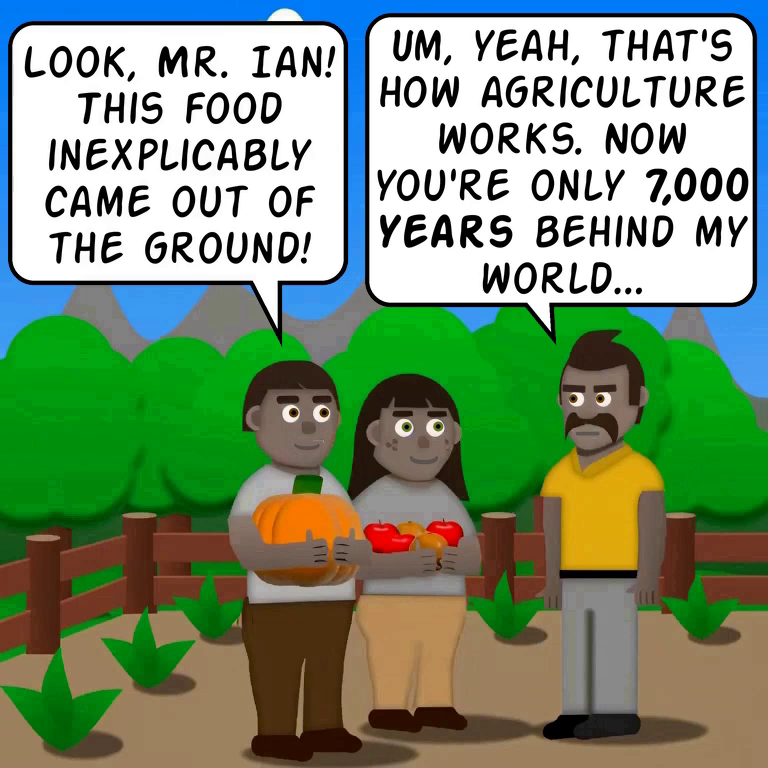 LOOK, MR. IAN!
THIS FOOD
INEXPLICABLY
CAME OUT OF
THE GROUND!
UM, YEAH, THAT'S
HOW AGRICULTURE
WORKS. NOW
YOU'RE ONLY 7,000
YEARS BEHIND MY
WORLD...